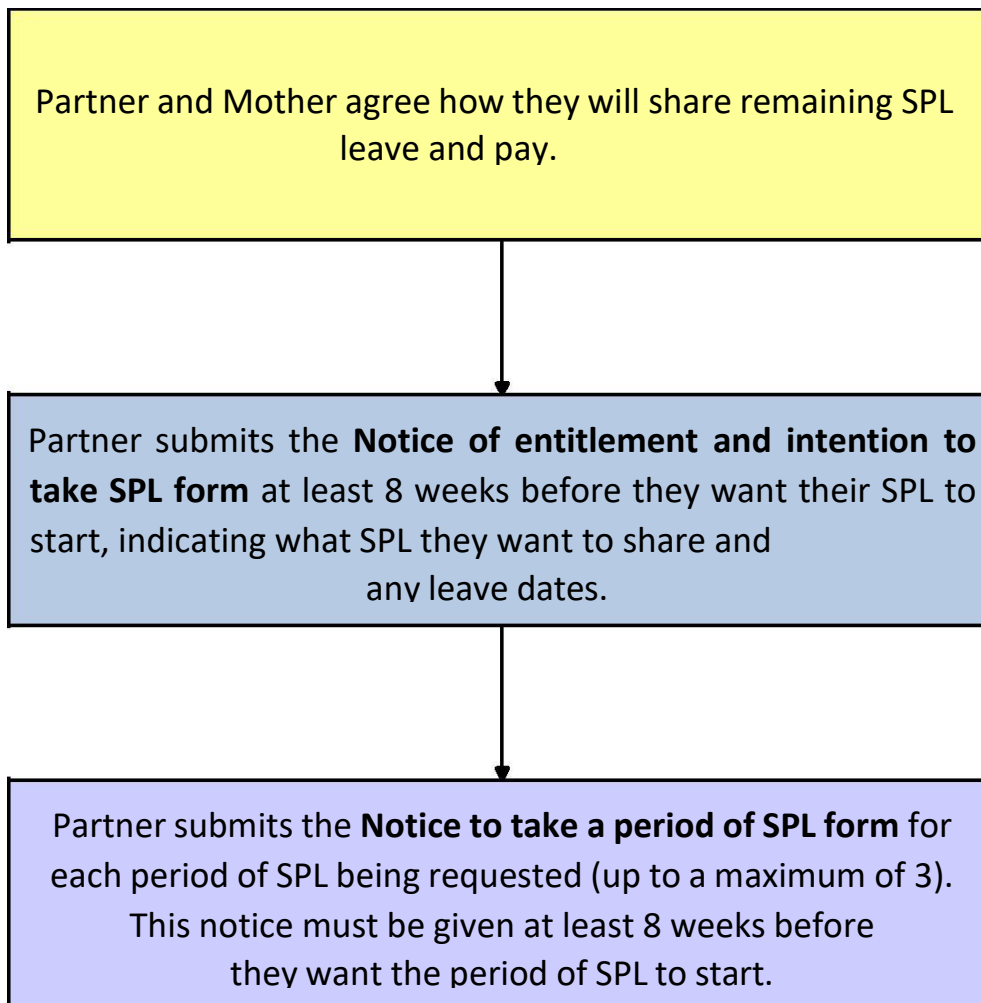 Partner and Mother agree how they will share remaining SPL
leave and pay.
Partner submits the Notice of entitlement and intention to
take SPL form at least 8 weeks before they want their SPL to
start, indicating what SPL they want to share and
any leave dates.
Partner submits the Notice to take a period of SPL form for
each period of SPL being requested (up to a maximum of 3).
This notice must be given at least 8 weeks before
they want the period of SPL to start.